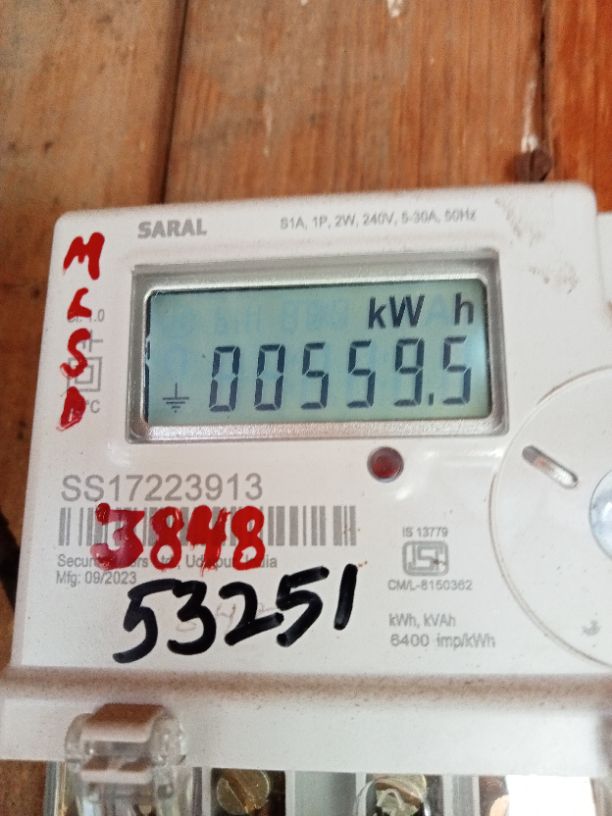 SARAL
S1A, 1P, 2W, 240V, 5-30A, 50Hz
MLSD
kW h
00559.5
SS17223913
3848
IS 13779
Mfg: 09/2023
CM/L-8150362
53251
kWh, kVAh
6400 imp/kWh